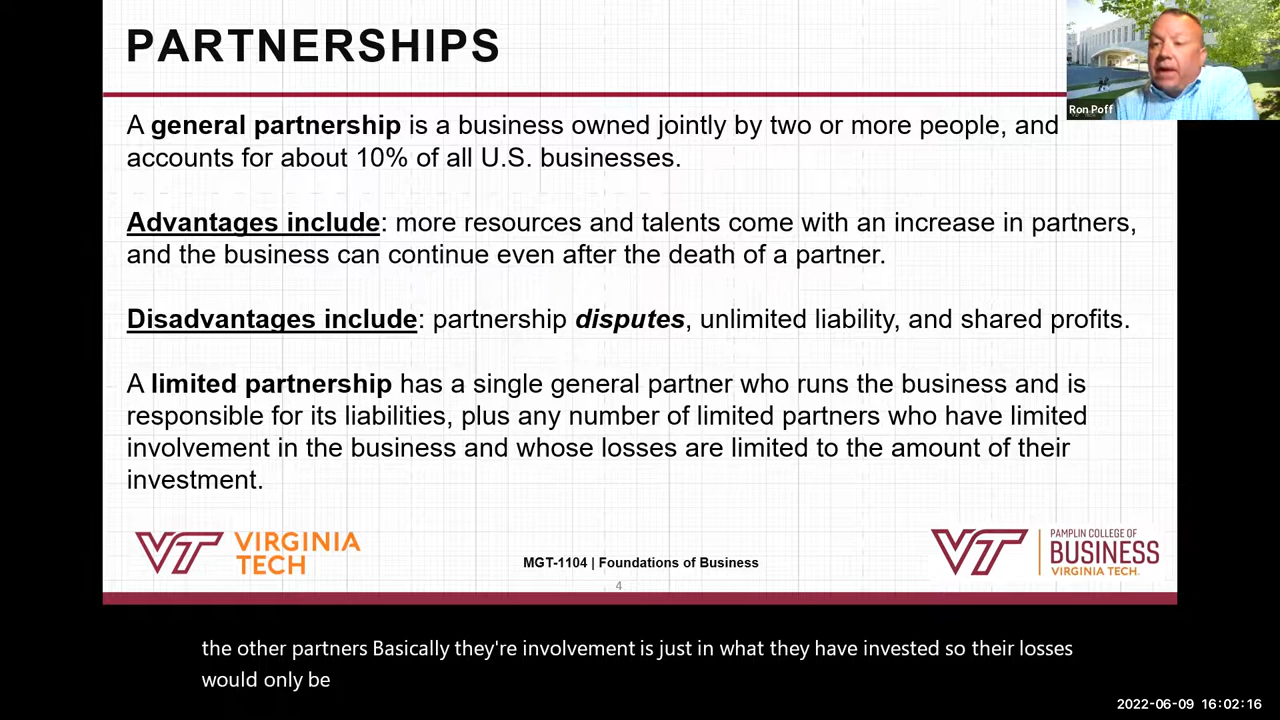 PARTNERSHIPS
Ron Poff
A general partnership is a business owned jointly by two or more people, and
accounts for about 10% of all U.S. businesses.
Advantages include: more resources and talents come with an increase in partners,
and the business can continue even after the death of a partner.
Disadvantages include: partnership disputes, unlimited liability, and shared profits.
A limited partnership has a single general partner who runs the business and is
responsible for its liabilities, plus any number of limited partners who have limited
involvement in the business and whose losses are limited to the amount of their
investment.
VT VIRGINIA
TECH
MGT-1104 | Foundations of Business
4
VT PAMPLIN COLLEGE OF
BUSINESS
VIRGINIA TECH.
the other partners Basically they're involvement is just in what they have invested so their losses
would only be
2022-06-09 16:02:16